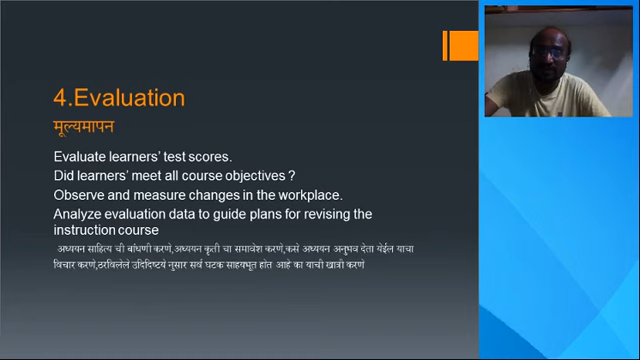 4.Evaluation
मूल्यमापन
Evaluate learners’ test scores.
Did learners’ meet all course objectives ?
Observe and measure changes in the workplace.
Analyze evaluation data to guide plans for revising the
instruction course
अध्ययन साहित्य ची बांधणी करणे,अध्ययन कृती चा समावेश करणे,कसे अध्ययन अनुभव देता येईल याचा
विचार करणे,ठरविलेले उदिदिष्टये नुसार सर्व घटक साहयभूत होत आहे का याची खात्री करणे